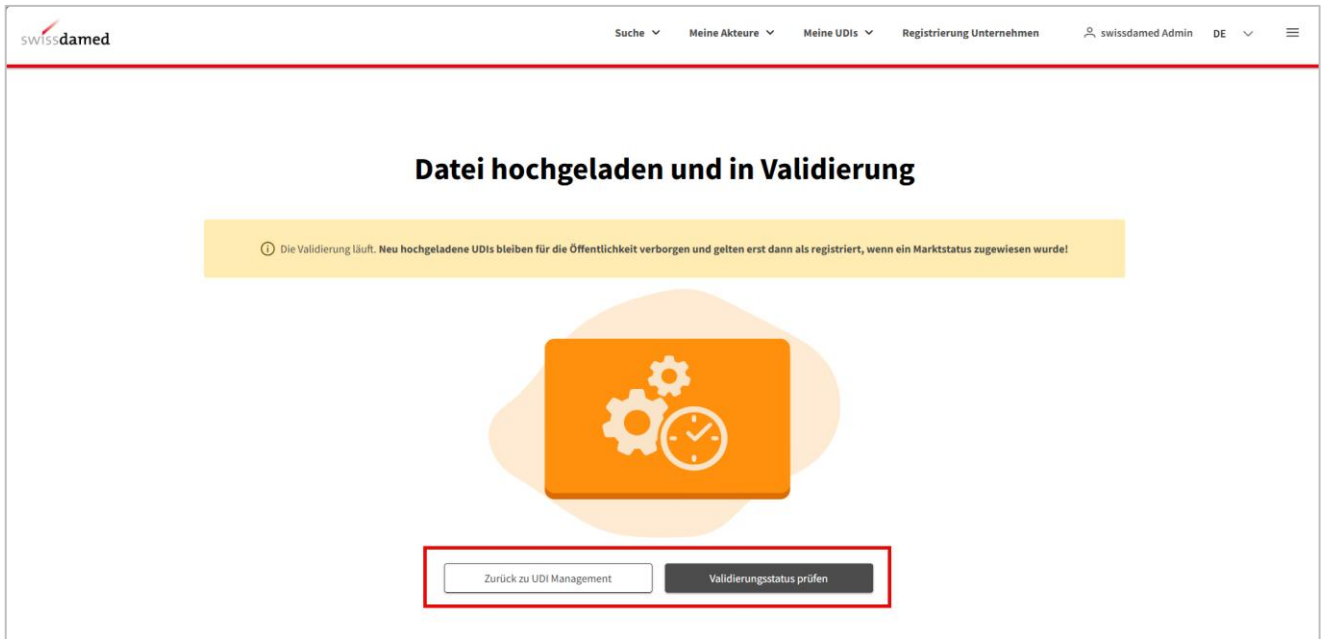 swissdamed
Suche Meine Akteure Meine UDIs Registrierung Unternehmen swissdamed Admin DE
Datei hochgeladen und in Validierung
Die Validierung läuft. Neu hochgeladene UDIs bleiben für die Öffentlichkeit verborgen und gelten erst dann als registriert, wenn ein Marktstatus zugewiesen wurde!
Zurück zu UDI Management Validierungsstatus prüfen